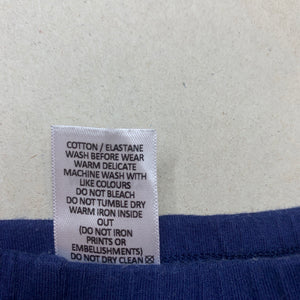 COTTON / ELASTANE
WASH BEFORE WEAR
WARM DELICATE
MACHINE WASH WITH
LIKE COLOURS
DO NOT BLEACH
DO NOT TUMBLE DRY
WARM IRON INSIDE
OUT
(DO NOT IRON
PRINTS OR
EMBELLISHMENTS)
DO NOT DRY CLEAN